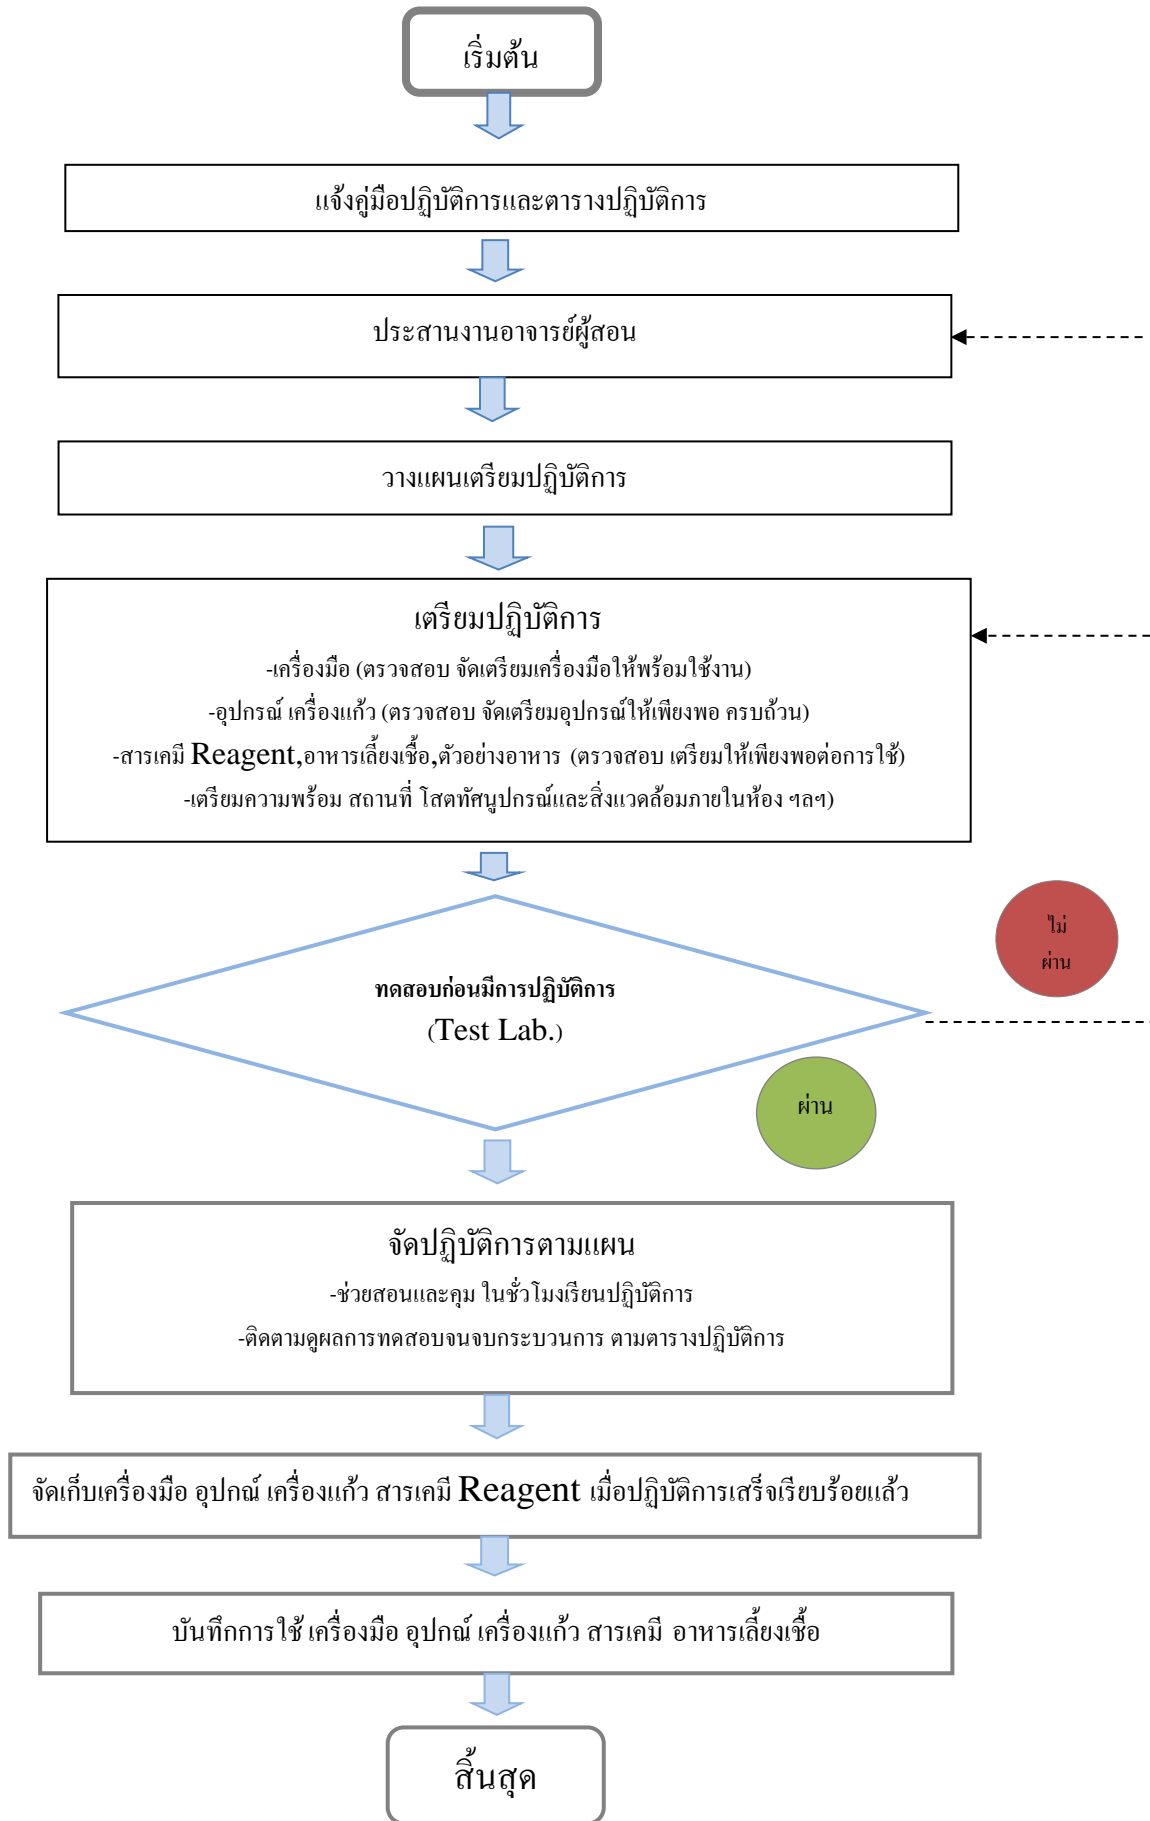 เริ่มต้น
แจ้งคู่มือปฏิบัติการและตารางปฏิบัติการ
ประสานงานอาจารย์ผู้สอน
วางแผนเตรียมปฏิบัติการ
เตรียมปฏิบัติการ
-เครื่องมือ (ตรวจสอบ จัดเตรียมเครื่องมือให้พร้อมใช้งาน)
-อุปกรณ์ เครื่องแก้ว (ตรวจสอบ จัดเตรียมอุปกรณ์ให้เพียงพอ ครบถ้วน)
-สารเคมี Reagent,อาหารเลี้ยงเชื้อ,ตัวอย่างอาหาร (ตรวจสอบ เตรียมให้เพียงพอต่อการใช้)
-เตรียมความพร้อม สถานที่ โสตทัศนูปกรณ์และสิ่งแวดล้อมภายในห้อง ฯลฯ)
ไม่
ผ่าน
ทดสอบก่อนมีการปฏิบัติการ
(Test Lab.)
ผ่าน
จัดปฏิบัติการตามแผน
-ช่วยสอนและคุม ในชั่วโมงเรียนปฏิบัติการ
-ติดตามดูผลการทดสอบจนจบกระบวนการ ตามตารางปฏิบัติการ
จัดเก็บเครื่องมือ อุปกณ์ เครื่องแก้ว สารเคมี Reagent เมื่อปฏิบัติการเสร็จเรียบร้อยแล้ว
บันทึกการใช้ เครื่องมือ อุปกณ์ เครื่องแก้ว สารเคมี อาหารเลี้ยงเชื้อ
สิ้นสุด